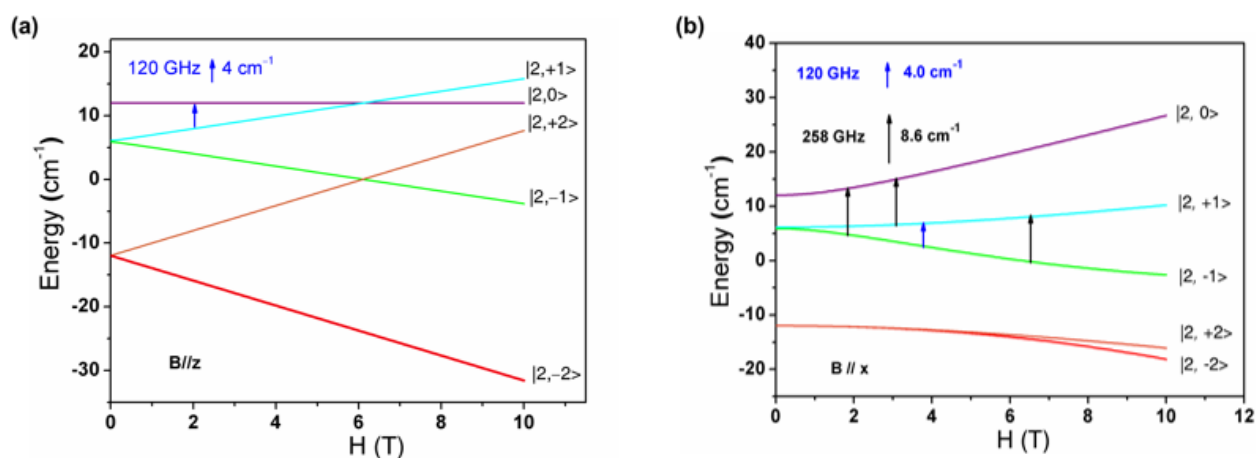 (a)
20
10
0
-10
-20
-30
Energy (cm⁻¹)
120 GHz
4 cm⁻¹
|2,+1>
|2,0>
|2,+2>
|2,−1>
|2,−2>
B//z
0
2
4
6
8
10
H (T)
(b)
40
30
20
10
0
-10
-20
Energy (cm⁻¹)
120 GHz
4.0 cm⁻¹
258 GHz
8.6 cm⁻¹
|2, 0>
|2, +1>
|2, -1>
|2, +2>
|2, -2>
B // x
0
2
4
6
8
10
12
H (T)